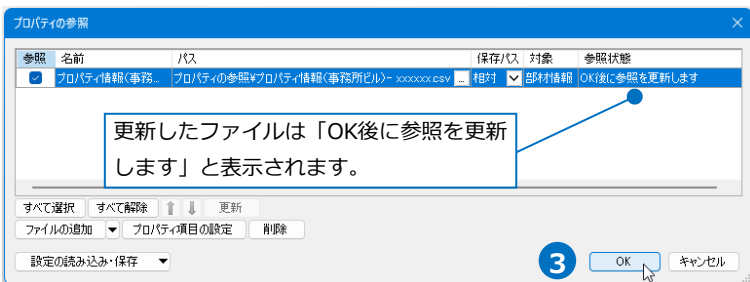 プロパティの参照
参照 名前 パス 保存パス 対象 参照状態
プロパティ情報(事務... プロパティの参照¥プロパティ情報(事務所ビル)- xxxxxx.csv ... 相対 部材情報 OK後に参照を更新します
更新したファイルは「OK後に参照を更新
します」と表示されます。
すべて選択 すべて解除 更新
ファイルの追加 プロパティ項目の設定 削除
設定の読み込み・保存 3 OK キャンセル